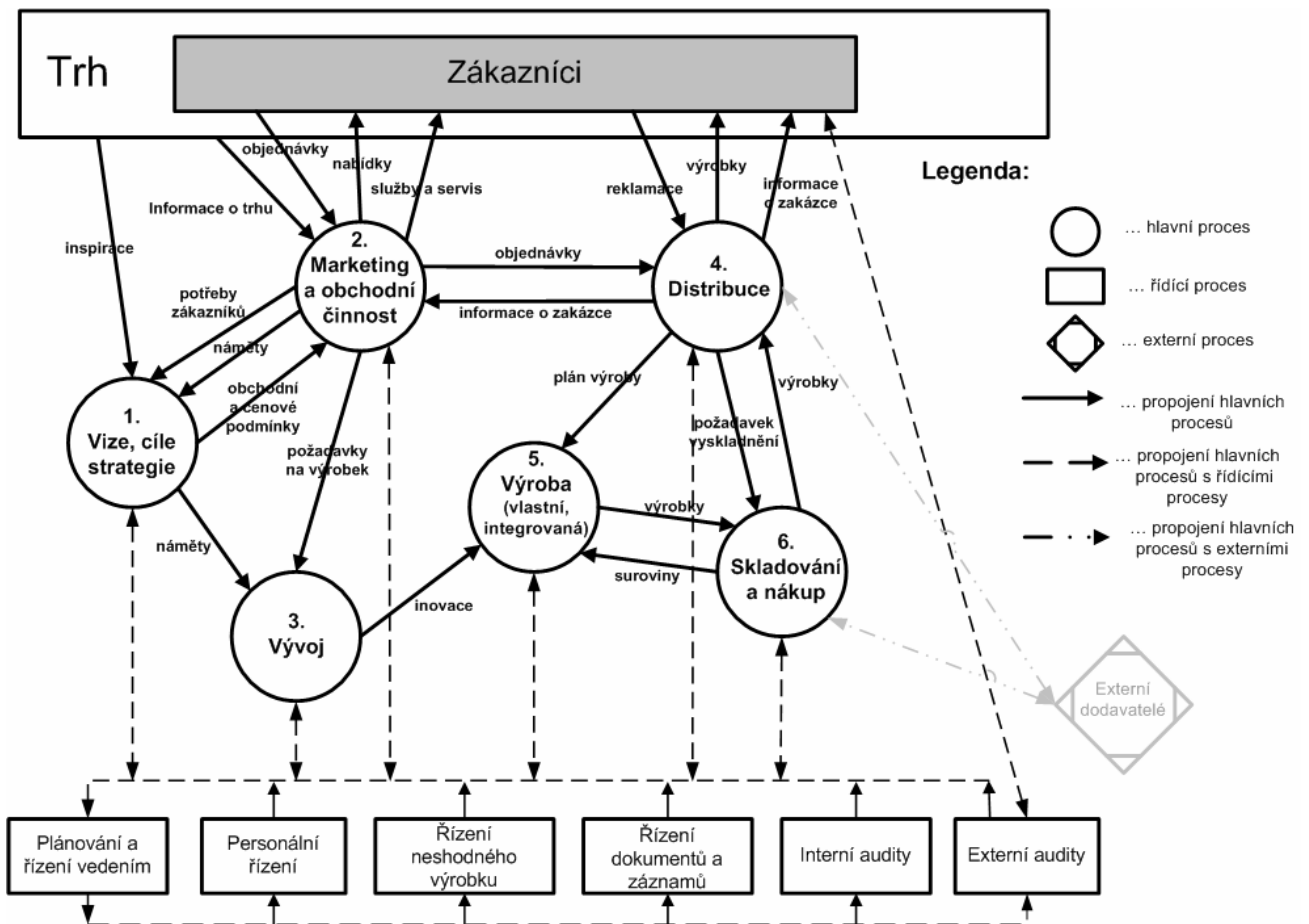 Trh
Zákazníci
objednávky
nabídky
služby a servis
Informace o trhu
inspirace
reklamace
výrobky
informace
o zakázce
Legenda:
... hlavní proces
... řídící proces
... externí proces
... propojení hlavních
procesů
... propojení hlavních
procesů s řídícími
procesy
... propojení hlavních
procesů s externími
procesy
2.
Marketing
a obchodní
činnost
objednávky
informace o zakázce
4.
Distribuce
potřeby
zákazníků
náměty
obchodní
a cenové
podmínky
1.
Vize, cíle
strategie
požadavky
na výrobek
plán výroby
požadavek
vyskladnění
výrobky
5.
Výroba
(vlastní,
integrovaná)
výrobky
suroviny
6.
Skladování
a nákup
náměty
3.
Vývoj
inovace
Externí
dodavatelé
Plánování a
řízení vedením
Personální
řízení
Řízení
neshodného
výrobku
Řízení
dokumentů a
záznamů
Interní audity
Externí audity